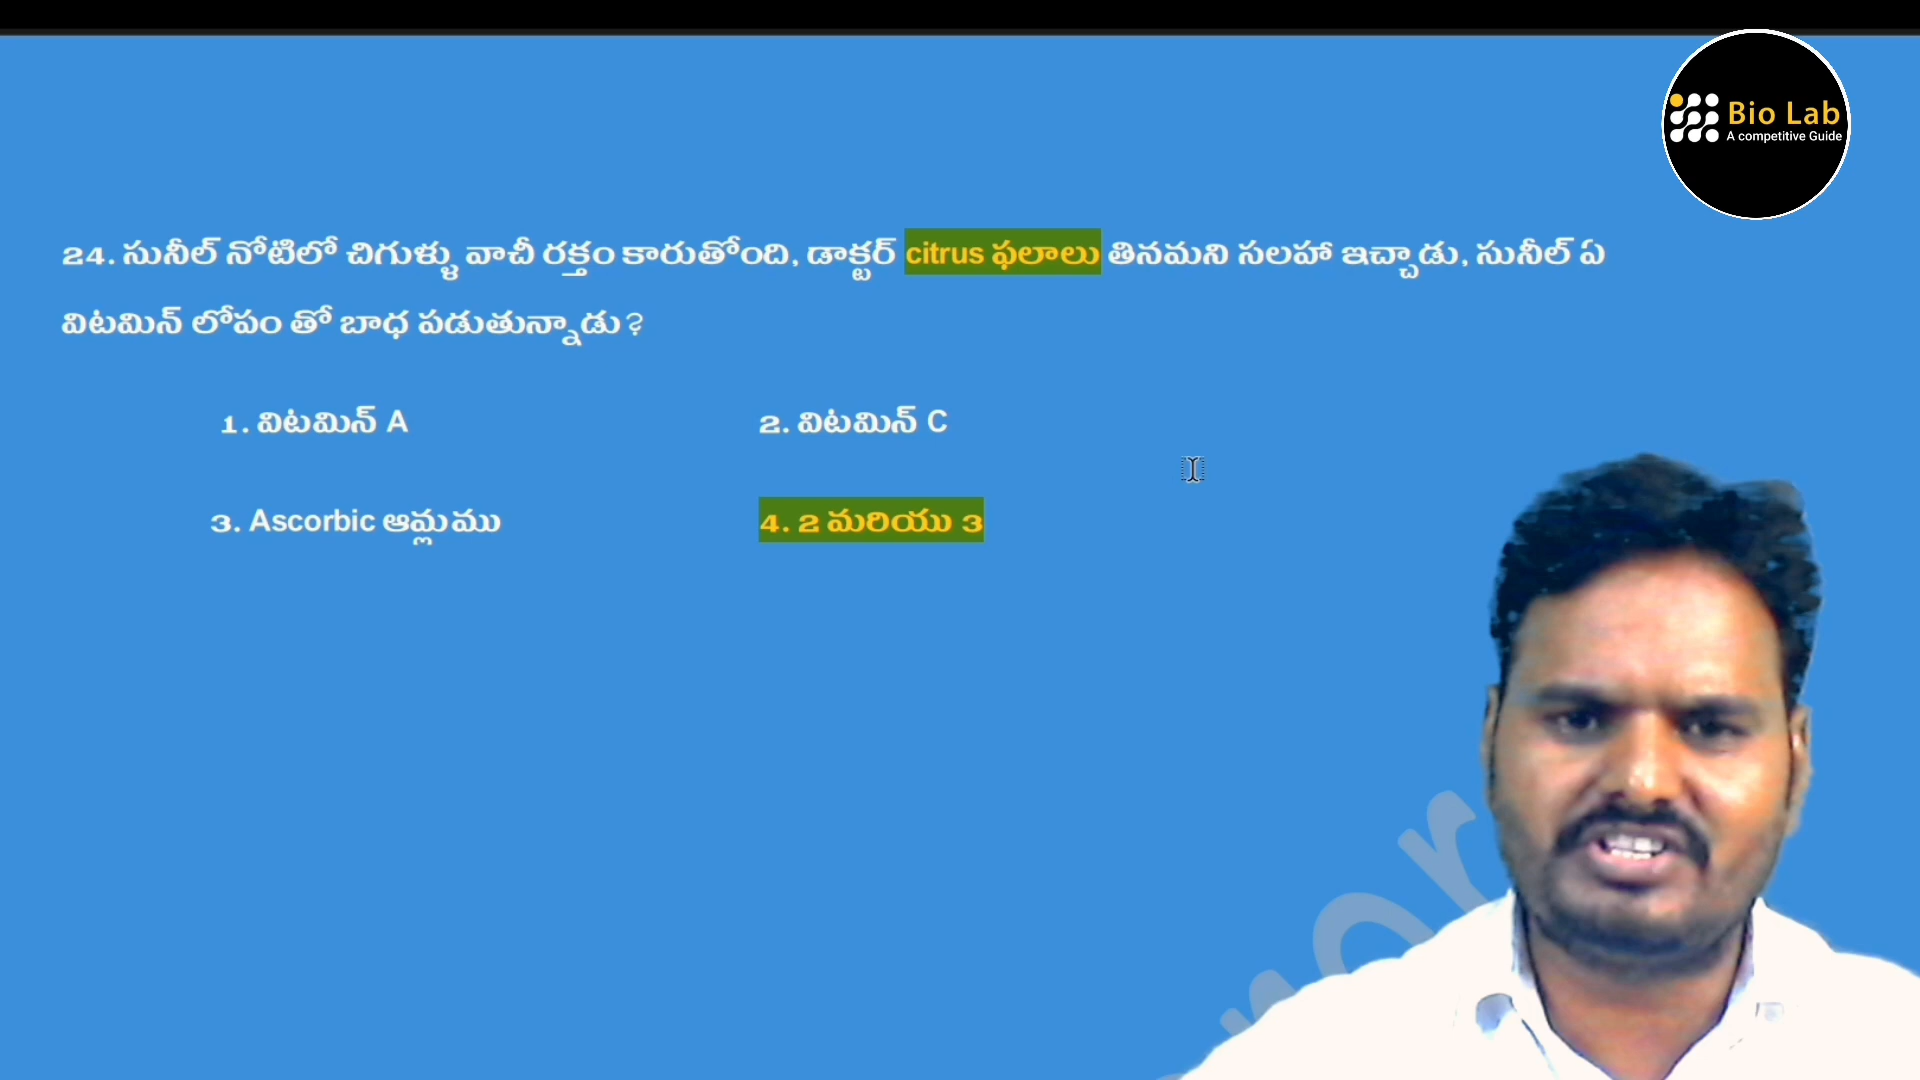 Bio Lab
A competitive Guide
24. సునీల్ నోటిలో చిగుళ్ళు వాచీ రక్తం కారుతోంది, డాక్టర్ citrus ఫలాలు తినమని సలహా ఇచ్చాడు, సునీల్ ఏ
విటమిన్ లోపం తో బాధ పడుతున్నాడు?
1. విటమిన్ A
2. విటమిన్ C
3. Ascorbic ఆమ్లము
4. 2 మరియు 3